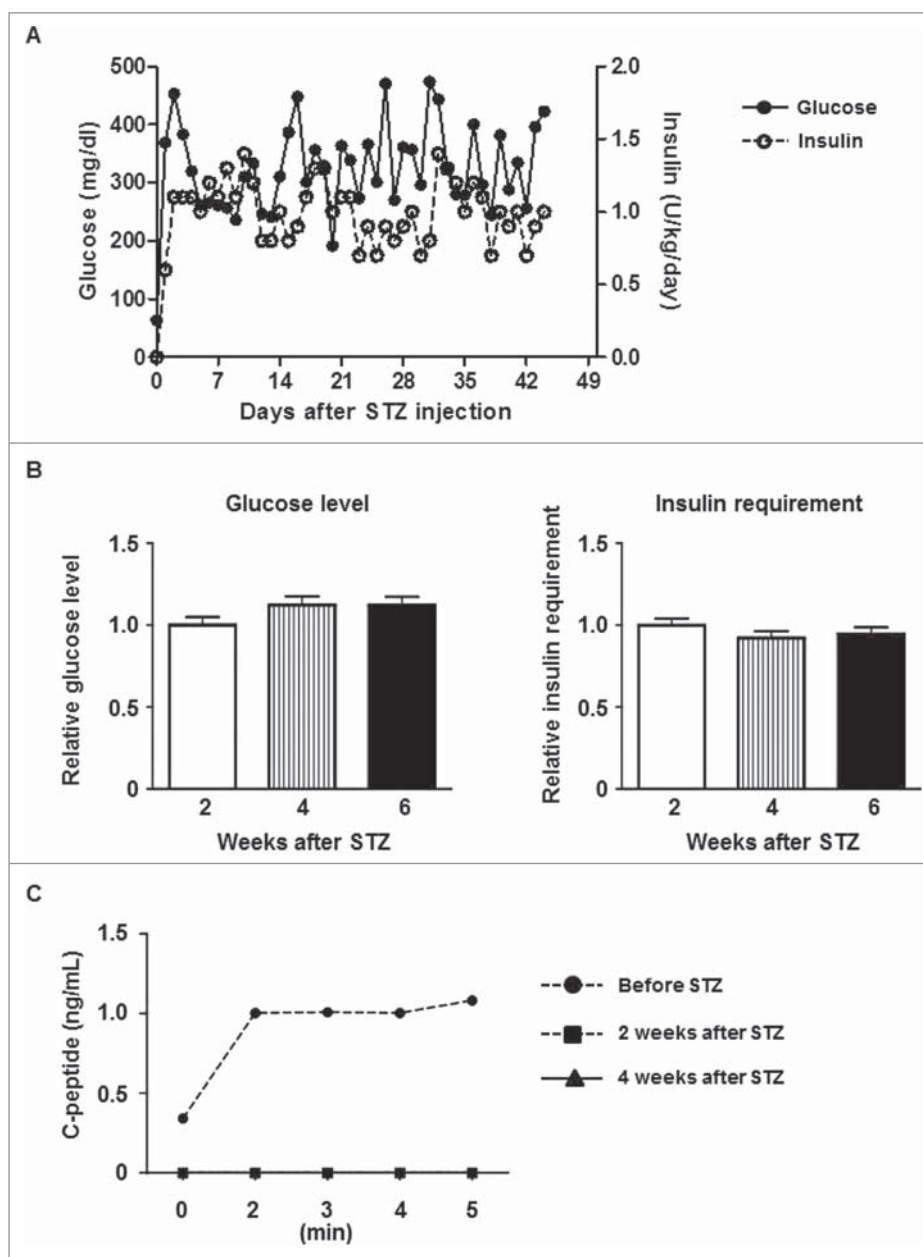 A
Glucose (mg/dl)
500
400
300
200
100
0
0 7 14 21 28 35 42 49
Days after STZ injection
2.0
1.5
1.0
0.5
0.0
Insulin (U/kg/day)
Glucose
Insulin
B
Glucose level
Relative glucose level
1.5
1.0
0.5
0
2 4 6
Weeks after STZ
Insulin requirement
Relative insulin requirement
1.5
1.0
0.5
0
2 4 6
Weeks after STZ
C
C-peptide (ng/mL)
1.5
1.0
0.5
0
0 2 3 4 5
(min)
Before STZ
2 weeks after STZ
4 weeks after STZ